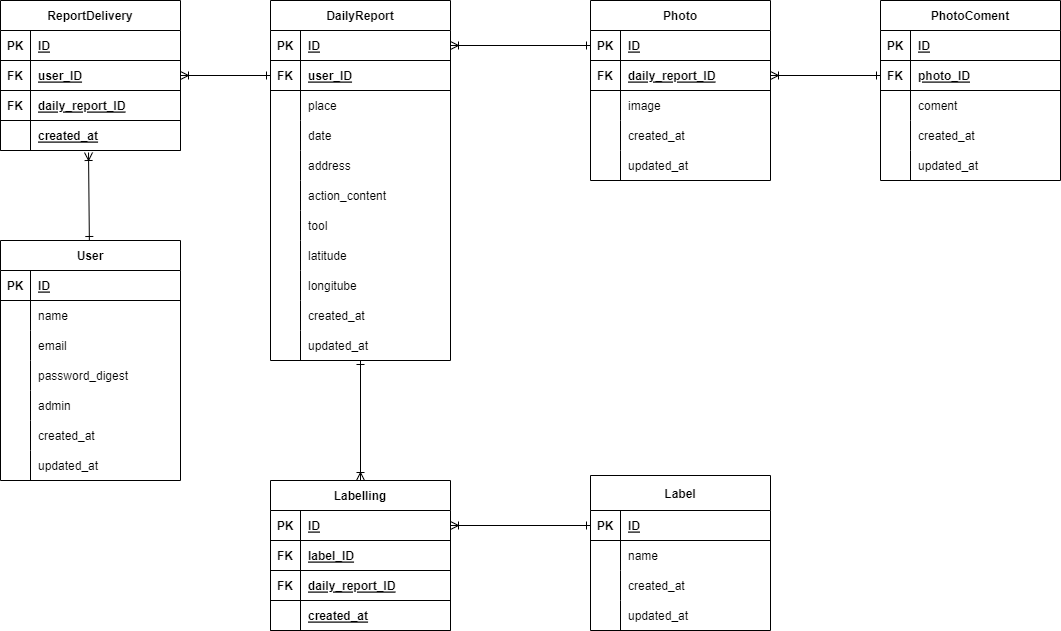 ReportDelivery
PK ID
FK user_ID
FK daily_report_ID
created_at
DailyReport
PK ID
FK user_ID
place
date
address
action_content
tool
latitude
longitube
created_at
updated_at
Photo
PK ID
FK daily_report_ID
image
created_at
updated_at
PhotoComent
PK ID
FK photo_ID
coment
created_at
updated_at
User
PK ID
name
email
password_digest
admin
created_at
updated_at
Labelling
PK ID
FK label_ID
FK daily_report_ID
created_at
Label
PK ID
name
created_at
updated_at